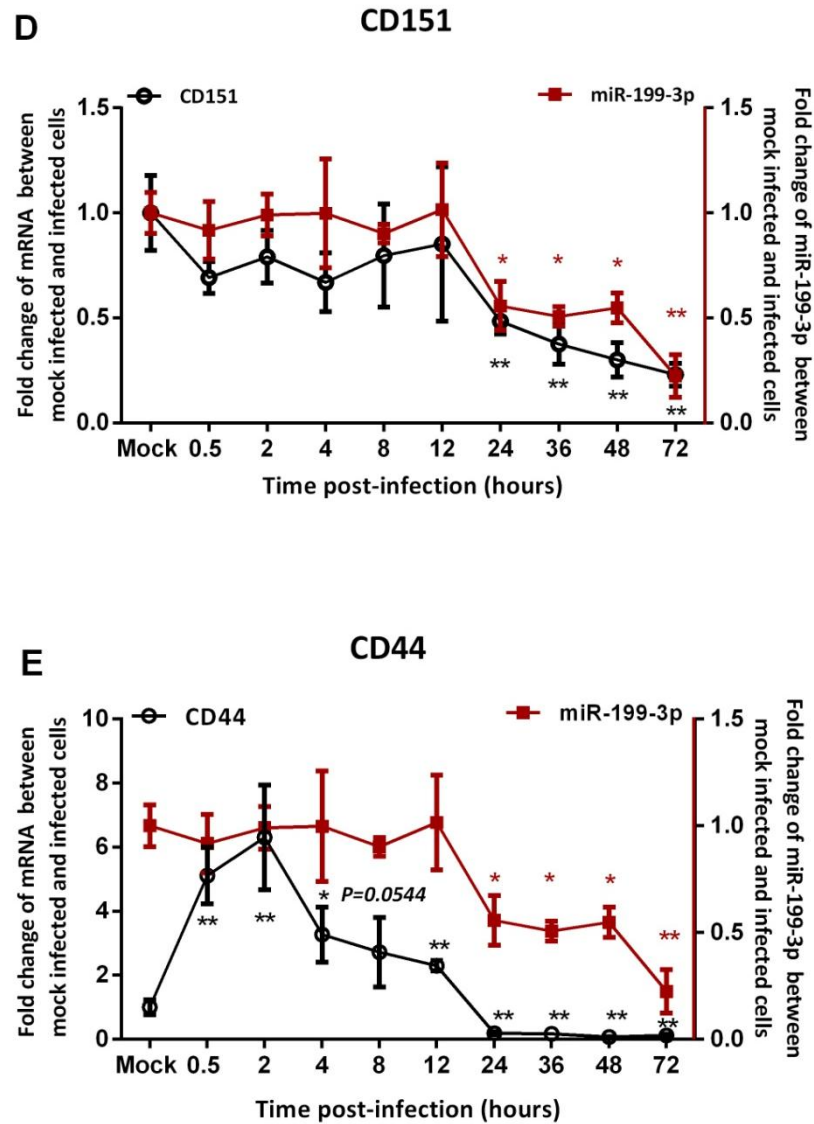 D
CD151
CD151
miR-199-3p
Fold change of mRNA between
mock infected and infected cells
1.5
1.0
0.5
0.0
1.5
1.0
0.5
0.0
Fold change of miR-199-3p between
mock infected and infected cells
* * * **
** ** ** **
Mock 0.5 2 4 8 12 24 36 48 72
Time post-infection (hours)
E
CD44
CD44
miR-199-3p
Fold change of mRNA between
mock infected and infected cells
10
8
6
4
2
0
1.5
1.0
0.5
0.0
Fold change of miR-199-3p between
mock infected and infected cells
* * * **
** ** * P=0.0544 **
** ** ** **
Mock 0.5 2 4 8 12 24 36 48 72
Time post-infection (hours)